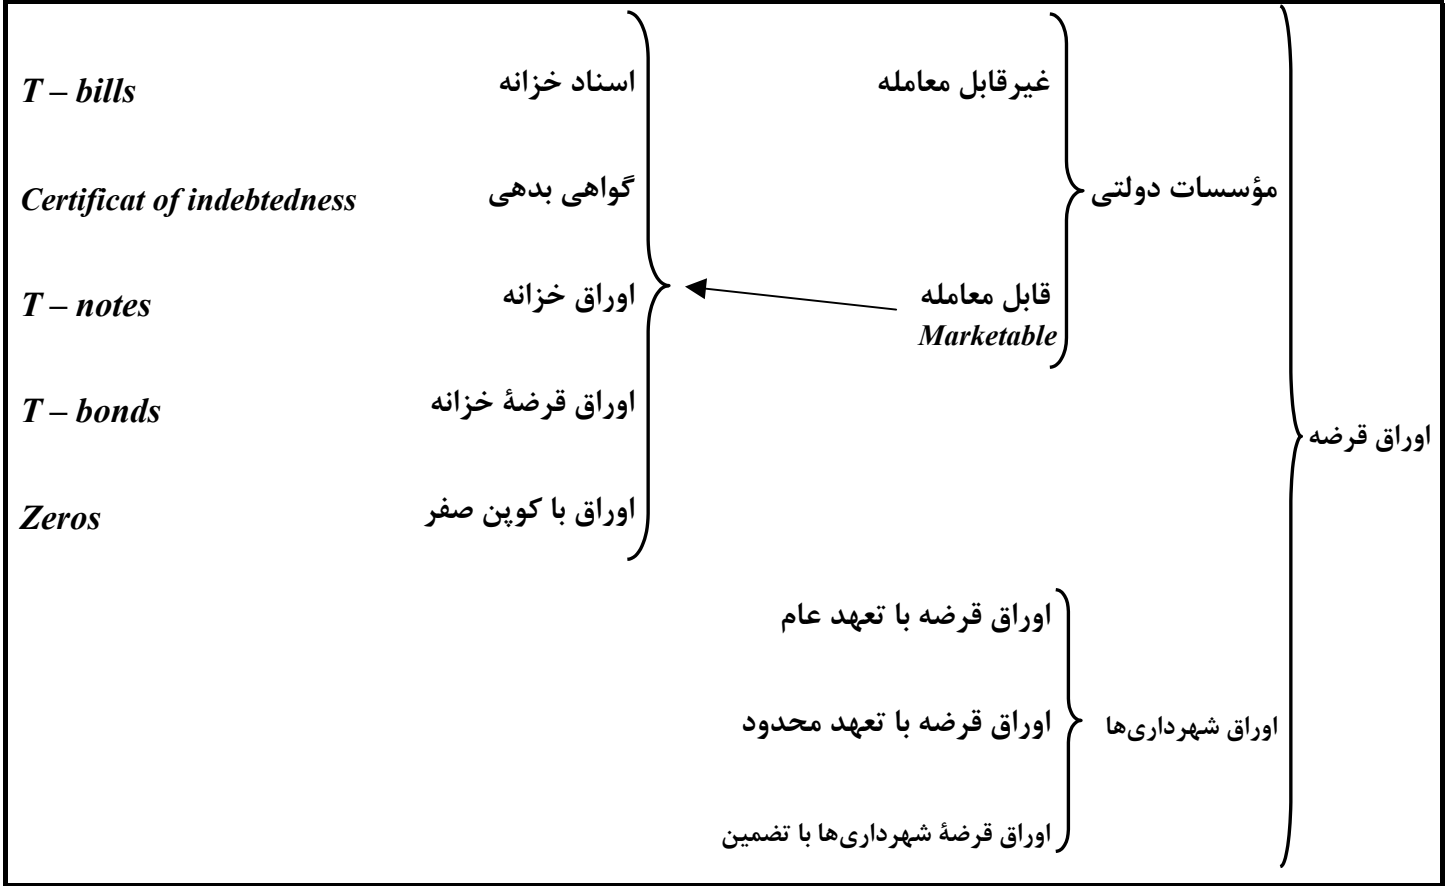 اوراق قرضه
مؤسسات دولتی
غیرقابل معامله
قابل معامله
Marketable
اسناد خزانه
T – bills
گواهی بدهی
Certificat of indebtedness
اوراق خزانه
T – notes
اوراق قرضهٔ خزانه
T – bonds
اوراق با کوپن صفر
Zeros
اوراق شهرداری‌ها
اوراق قرضه با تعهد عام
اوراق قرضه با تعهد محدود
اوراق قرضهٔ شهرداری‌ها با تضمین